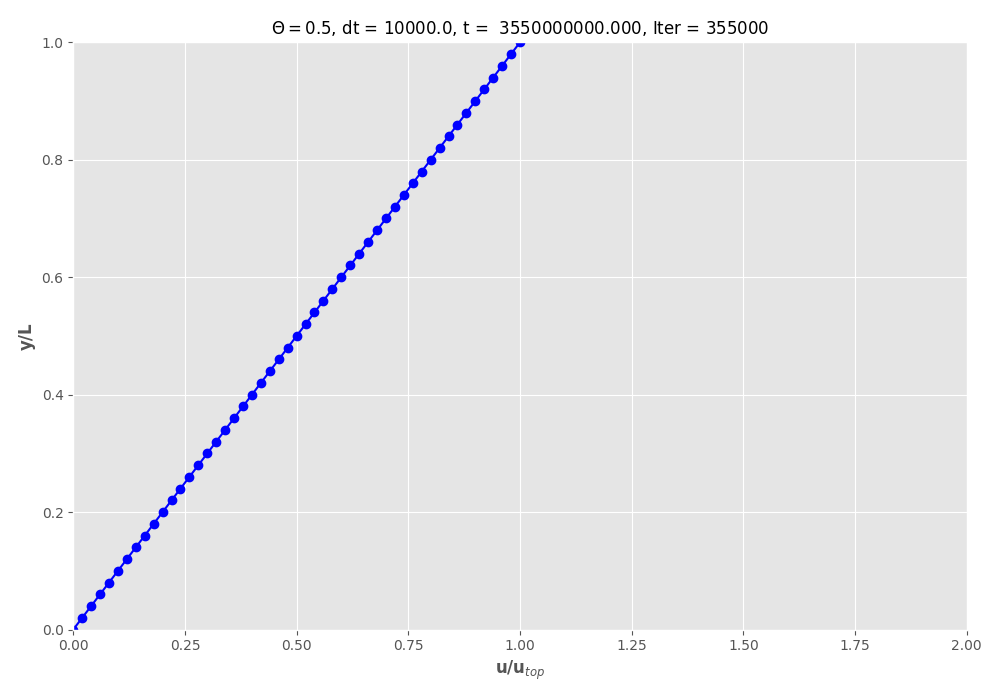 Θ = 0.5, dt = 10000.0, t =  3550000000.000, Iter = 355000
1.0
0.8
0.6
0.4
0.2
0.0
y/L
0.00 0.25 0.50 0.75 1.00 1.25 1.50 1.75 2.00
u/u_top